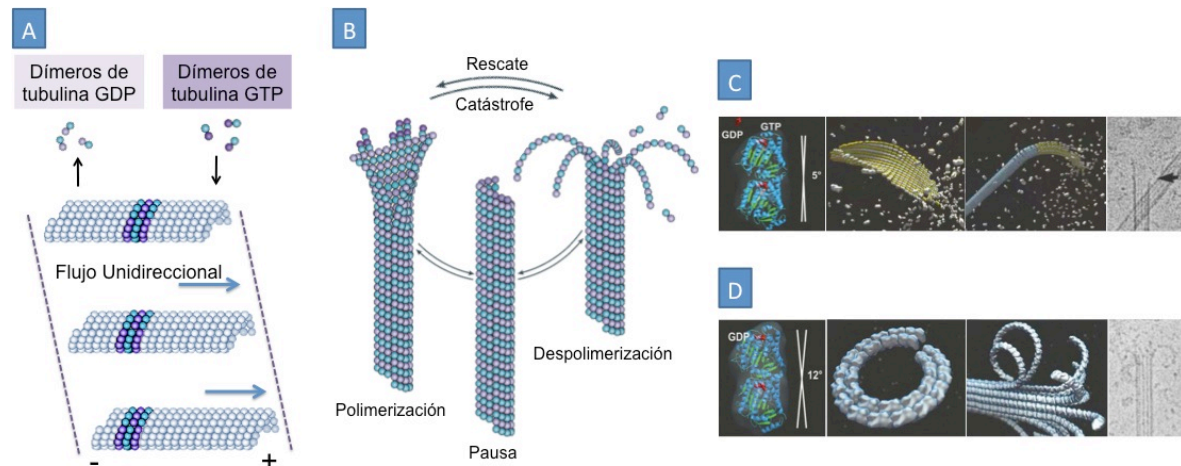 A
Dímeros de
tubulina GDP
Dímeros de
tubulina GTP
Flujo Unidireccional
-
+
B
Rescate
Catástrofe
Polimerización
Pausa
Despolimerización
C
GDP
GTP
5°
D
GDP
12°